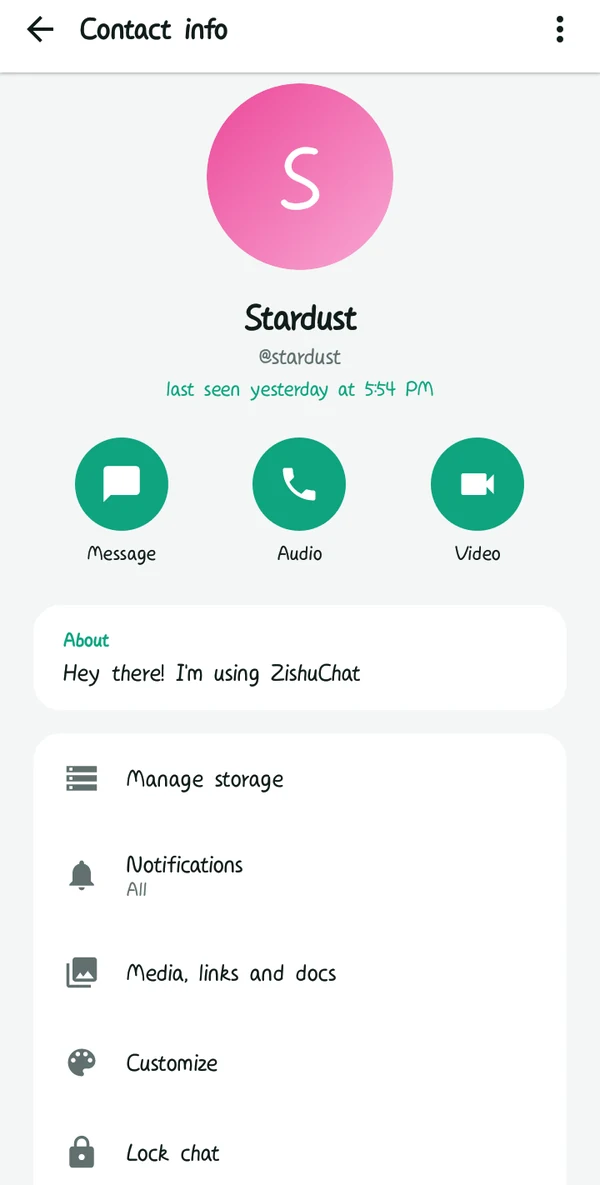 Contact info
S
Stardust
@stardust
last seen yesterday at 5:54 PM
Message Audio Video
About
Hey there! I'm using ZishuChat
Manage storage
Notifications
All
Media, links and docs
Customize
Lock chat